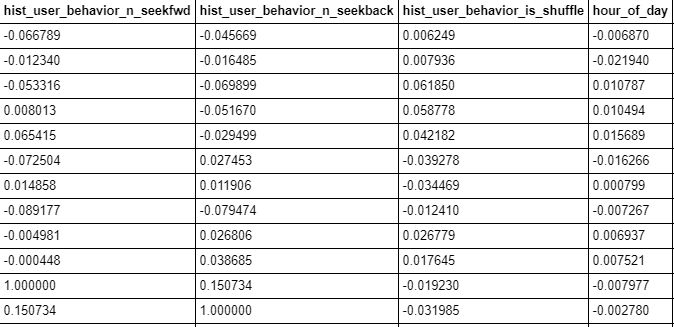 hist_user_behavior_n_seekfwd hist_user_behavior_n_seekback hist_user_behavior_is_shuffle hour_of_day
-0.066789 -0.045669 0.006249 -0.006870
-0.012340 -0.016485 0.007936 -0.021940
-0.053316 -0.069899 0.061850 0.010787
0.008013 -0.051670 0.058778 0.010494
0.065415 -0.029499 0.042182 0.015689
-0.072504 0.027453 -0.039278 -0.016266
0.014858 0.011906 -0.034469 0.000799
-0.089177 -0.079474 -0.012410 -0.007267
-0.004981 0.026806 0.026779 0.006937
-0.000448 0.038685 0.017645 0.007521
1.000000 0.150734 -0.019230 -0.007977
0.150734 1.000000 -0.031985 -0.002780